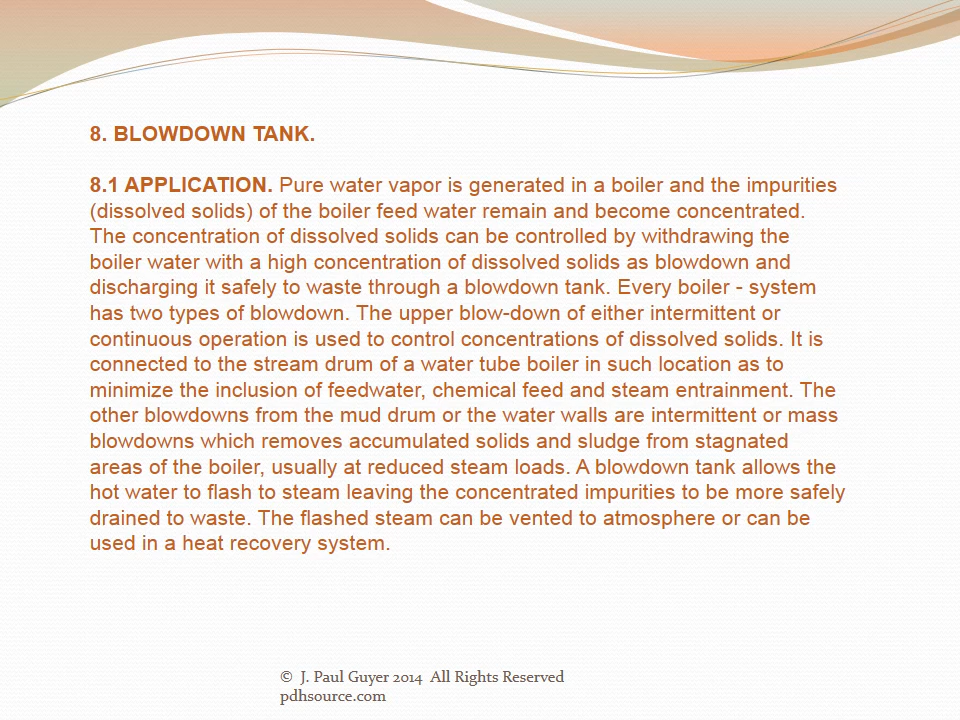 8. BLOWDOWN TANK.
8.1 APPLICATION. Pure water vapor is generated in a boiler and the impurities
(dissolved solids) of the boiler feed water remain and become concentrated.
The concentration of dissolved solids can be controlled by withdrawing the
boiler water with a high concentration of dissolved solids as blowdown and
discharging it safely to waste through a blowdown tank. Every boiler - system
has two types of blowdown. The upper blow-down of either intermittent or
continuous operation is used to control concentrations of dissolved solids. It is
connected to the stream drum of a water tube boiler in such location as to
minimize the inclusion of feedwater, chemical feed and steam entrainment. The
other blowdowns from the mud drum or the water walls are intermittent or mass
blowdowns which removes accumulated solids and sludge from stagnated
areas of the boiler, usually at reduced steam loads. A blowdown tank allows the
hot water to flash to steam leaving the concentrated impurities to be more safely
drained to waste. The flashed steam can be vented to atmosphere or can be
used in a heat recovery system.
© J. Paul Guyer 2014 All Rights Reserved
pdhsource.com